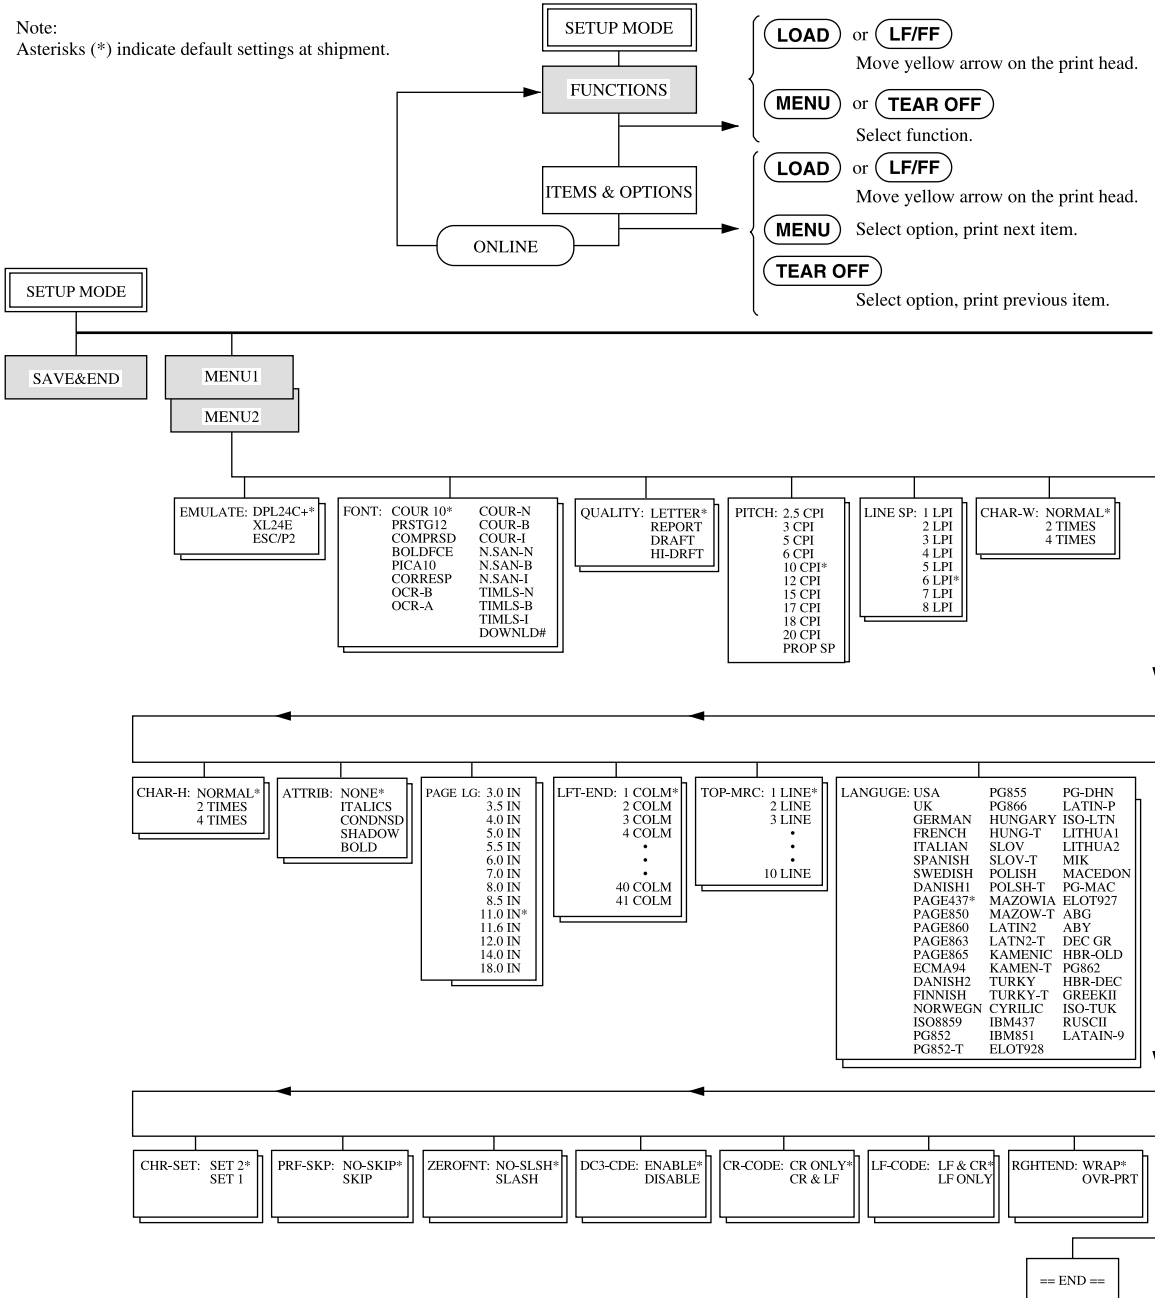 Note:
Asterisks (*) indicate default settings at shipment.
SETUP MODE
FUNCTIONS
ITEMS & OPTIONS
ONLINE
LOAD or LF/FF
Move yellow arrow on the print head.
MENU or TEAR OFF
Select function.
LOAD or LF/FF
Move yellow arrow on the print head.
MENU Select option, print next item.
TEAR OFF
Select option, print previous item.
SETUP MODE
SAVE&END
MENU1
MENU2
EMULATE: DPL24C+*
XL24E
ESC/P2
FONT: COUR 10* COUR-N
PRSTG12 COUR-B
COMPRSD COUR-I
BOLDFCE N.SAN-N
PICA10 N.SAN-B
CORRESP N.SAN-I
OCR-B TIMLS-N
OCR-A TIMLS-B
TIMLS-I
DOWNLD#
QUALITY: LETTER*
REPORT
DRAFT
HI-DRFT
PITCH: 2.5 CPI
3 CPI
5 CPI
6 CPI
10 CPI*
12 CPI
15 CPI
17 CPI
18 CPI
20 CPI
PROP SP
LINE SP: 1 LPI
2 LPI
3 LPI
4 LPI
5 LPI
6 LPI*
7 LPI
8 LPI
CHAR-W: NORMAL*
2 TIMES
4 TIMES
CHAR-H: NORMAL*
2 TIMES
4 TIMES
ATTRIB: NONE*
ITALICS
CONDNSD
SHADOW
BOLD
PAGE LG: 3.0 IN
3.5 IN
4.0 IN
5.0 IN
5.5 IN
6.0 IN
7.0 IN
8.0 IN
8.5 IN
11.0 IN*
11.6 IN
12.0 IN
14.0 IN
18.0 IN
LFT-END: 1 COLM*
2 COLM
3 COLM
4 COLM
•
•
•
40 COLM
41 COLM
TOP-MRC: 1 LINE*
2 LINE
3 LINE
•
•
•
10 LINE
LANGUGE: USA PG855 PG-DHN
UK PG866 LATIN-P
GERMAN HUNGARY ISO-LTN
FRENCH HUNG-T LITHUA1
ITALIAN SLOV LITHUA2
SPANISH SLOV-T MIK
SWEDISH POLISH MACEDON
DANISH1 POLSH-T PG-MAC
PAGE437* MAZOWIA ELOT927
PAGE850 MAZOW-T ABG
PAGE860 LATIN2 ABY
PAGE863 LATN2-T DEC GR
PAGE865 KAMENIC HBR-OLD
ECMA94 KAMEN-T PG862
DANISH2 TURKY HBR-DEC
FINNISH TURKY-T GREEKII
NORWEGN CYRILIC ISO-TUK
ISO8859 IBM437 RUSCII
PG852 IBM851 LATAIN-9
PG852-T ELOT928
CHR-SET: SET 2*
SET 1
PRF-SKP: NO-SKIP*
SKIP
ZEROFNT: NO-SLSH*
SLASH
DC3-CDE: ENABLE*
DISABLE
CR-CODE: CR ONLY*
CR & LF
LF-CODE: LF & CR*
LF ONLY
RGHTEND: WRAP*
OVR-PRT
== END ==